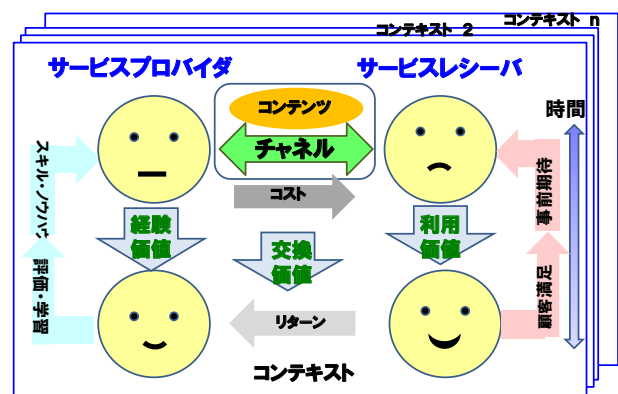 コンテキスト n
コンテキスト 2
サービスプロバイダ
サービスレシーバ
コンテンツ
チャネル
時間
コスト
スキル・ノウハウ
事前期待
経験
価値
交換
価値
利用
価値
評価・学習
顧客満足
リターン
コンテキスト